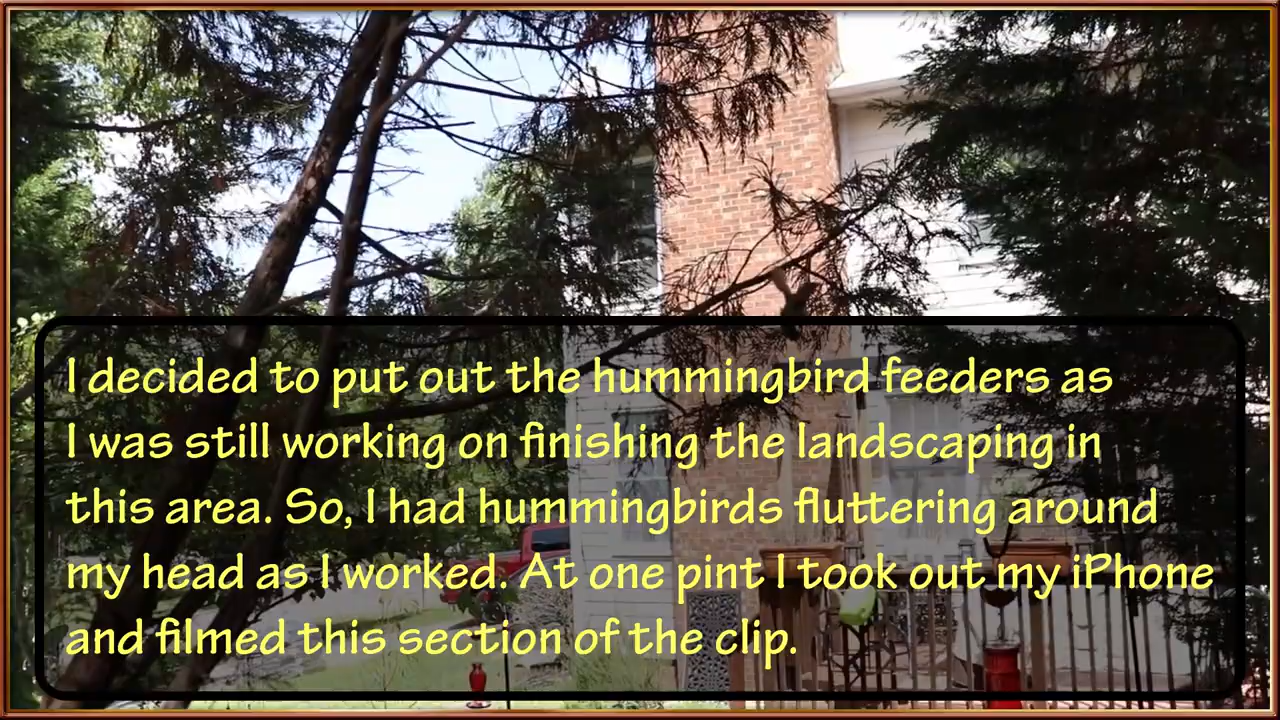 I decided to put out the hummingbird feeders as
I was still working on finishing the landscaping in
this area. So, I had hummingbirds fluttering around
my head as I worked. At one pint I took out my iPhone
and filmed this section of the clip.